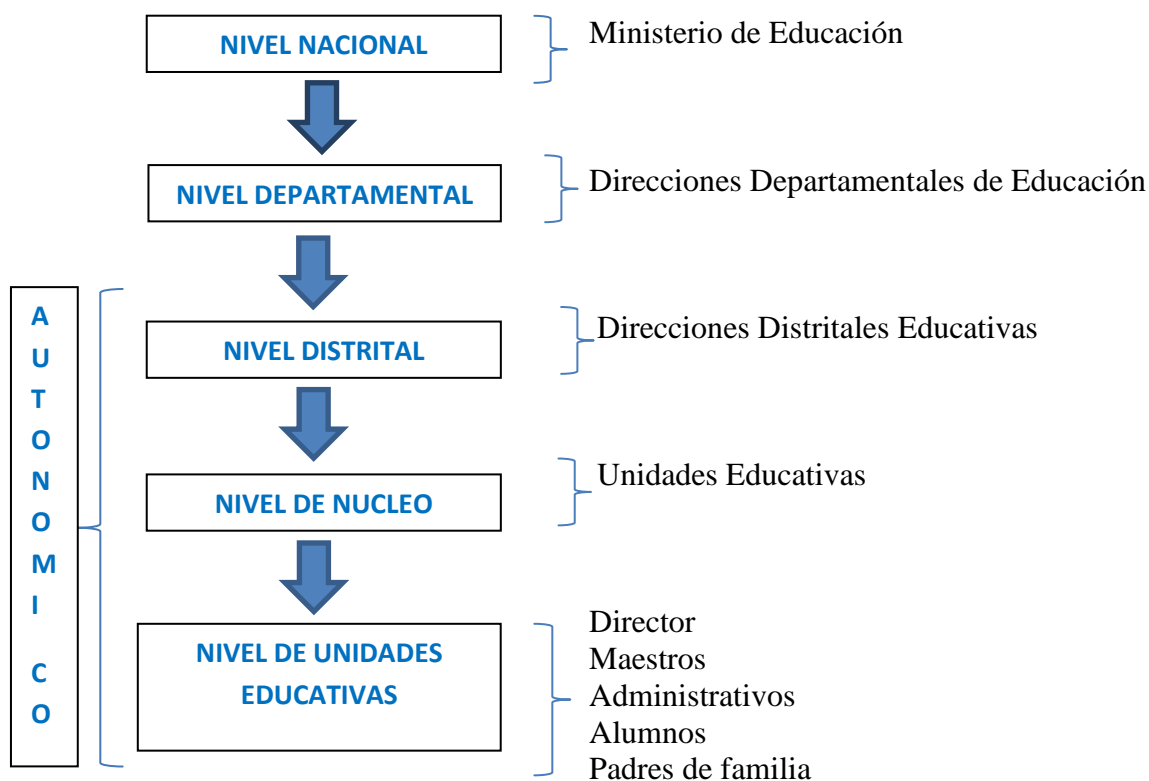 NIVEL NACIONAL
Ministerio de Educación
NIVEL DEPARTAMENTAL
Direcciones Departamentales de Educación
A
U
T
O
N
O
M
I
C
O
NIVEL DISTRITAL
Direcciones Distritales Educativas
NIVEL DE NUCLEO
Unidades Educativas
NIVEL DE UNIDADES
EDUCATIVAS
Director
Maestros
Administrativos
Alumnos
Padres de familia